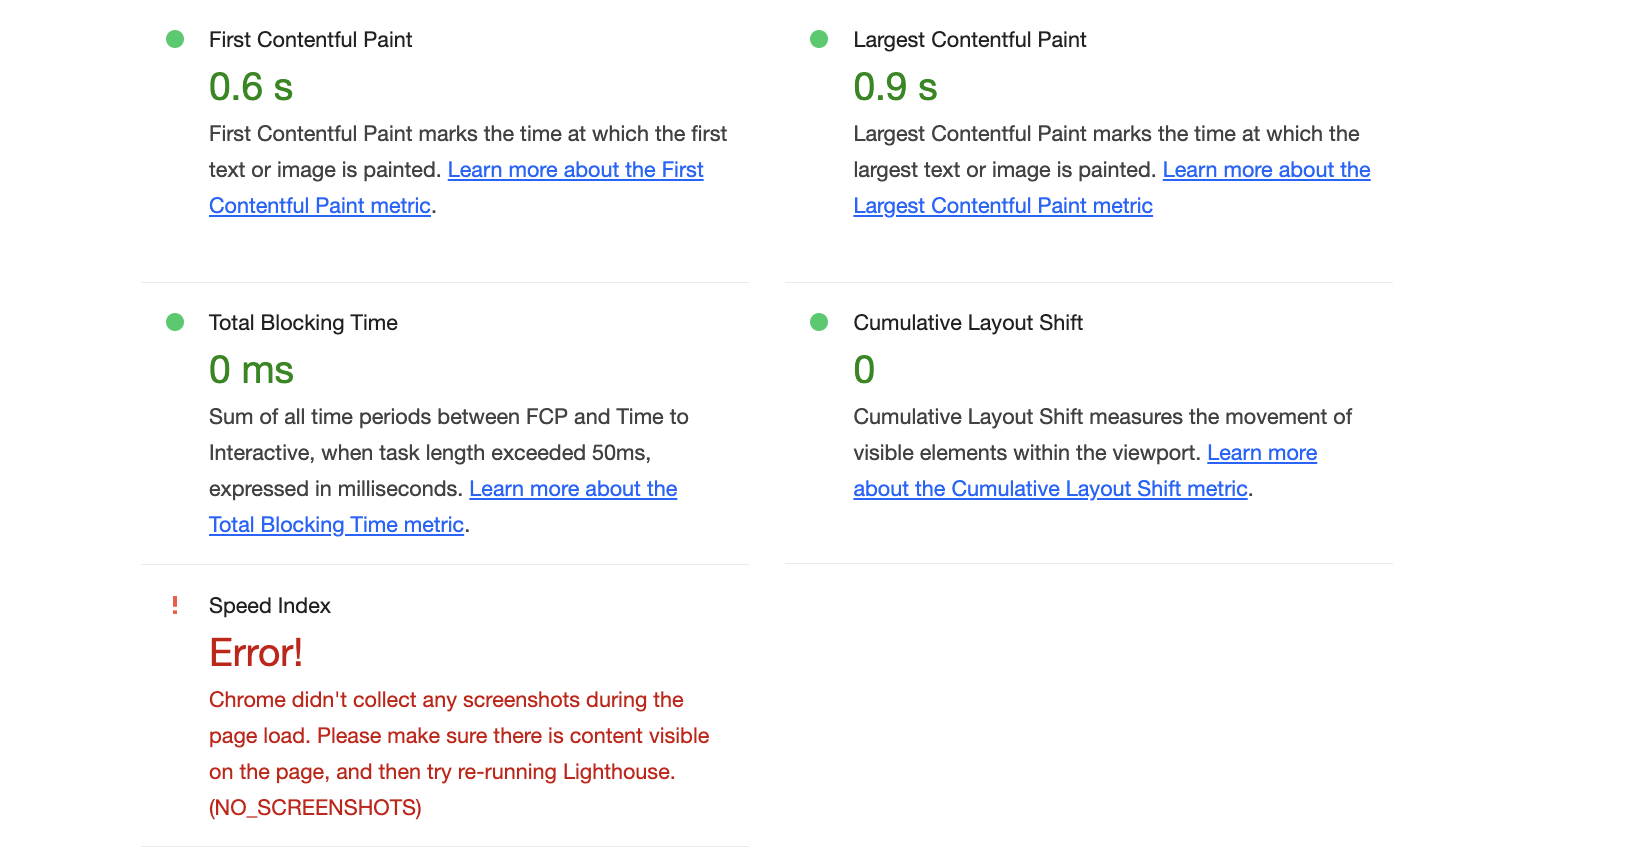 First Contentful Paint
0.6 s
First Contentful Paint marks the time at which the first
text or image is painted. Learn more about the First
Contentful Paint metric.
Largest Contentful Paint
0.9 s
Largest Contentful Paint marks the time at which the
largest text or image is painted. Learn more about the
Largest Contentful Paint metric
Total Blocking Time
0 ms
Sum of all time periods between FCP and Time to
Interactive, when task length exceeded 50ms,
expressed in milliseconds. Learn more about the
Total Blocking Time metric.
Cumulative Layout Shift
0
Cumulative Layout Shift measures the movement of
visible elements within the viewport. Learn more
about the Cumulative Layout Shift metric.
! Speed Index
Error!
Chrome didn't collect any screenshots during the
page load. Please make sure there is content visible
on the page, and then try re-running Lighthouse.
(NO_SCREENSHOTS)